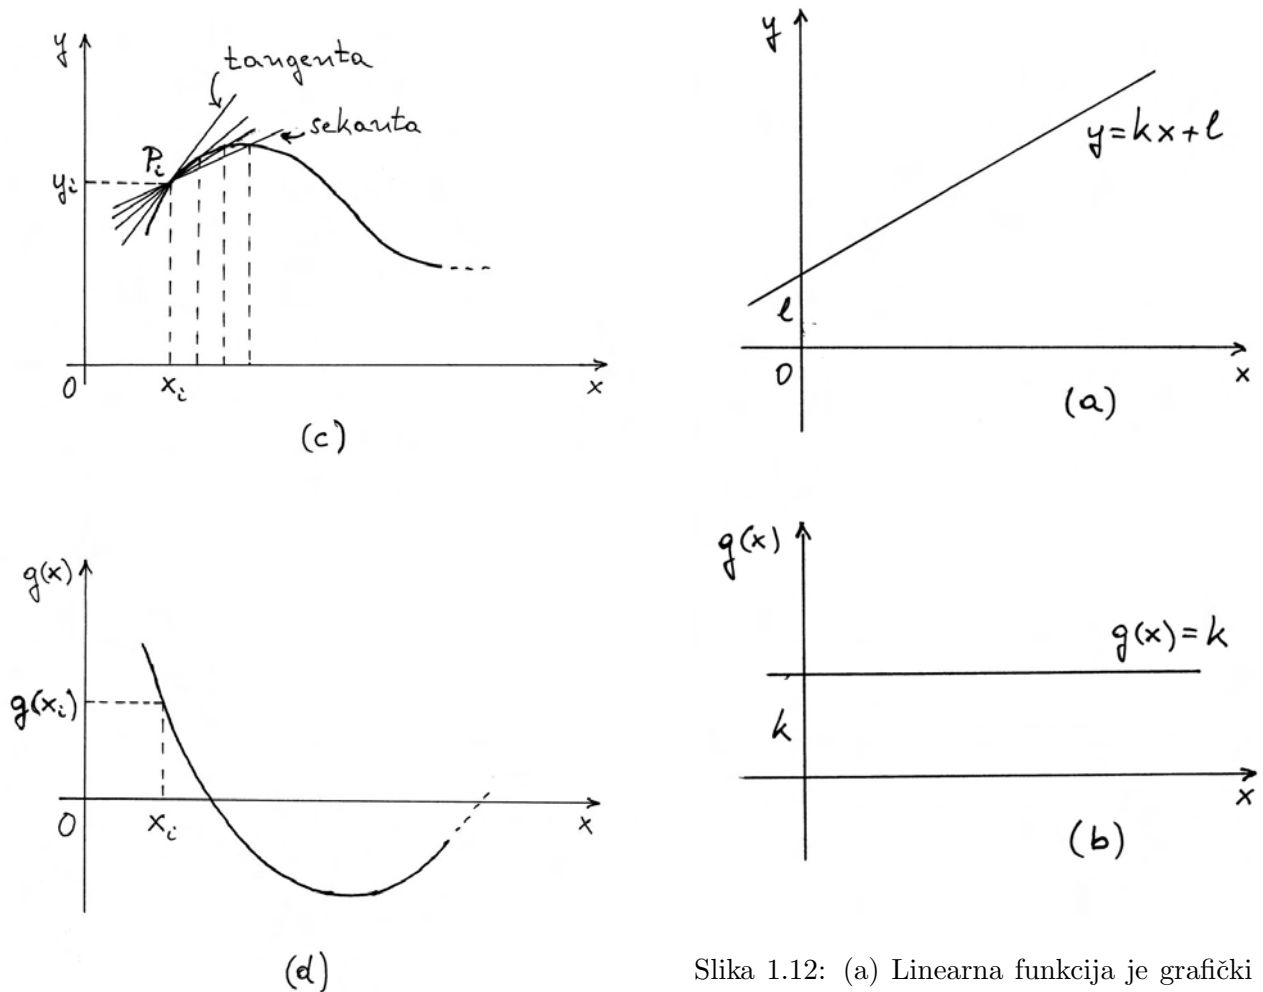 y
tangenta
sekanta
P_i
y_i
0
x_i
x
(c)
y
y=kx+l
l
0
x
(a)
g(x)
g(x_i)
0
x_i
x
(d)
g(x)
g(x)=k
k
x
(b)
Slika 1.12: (a) Linearna funkcija je grafički